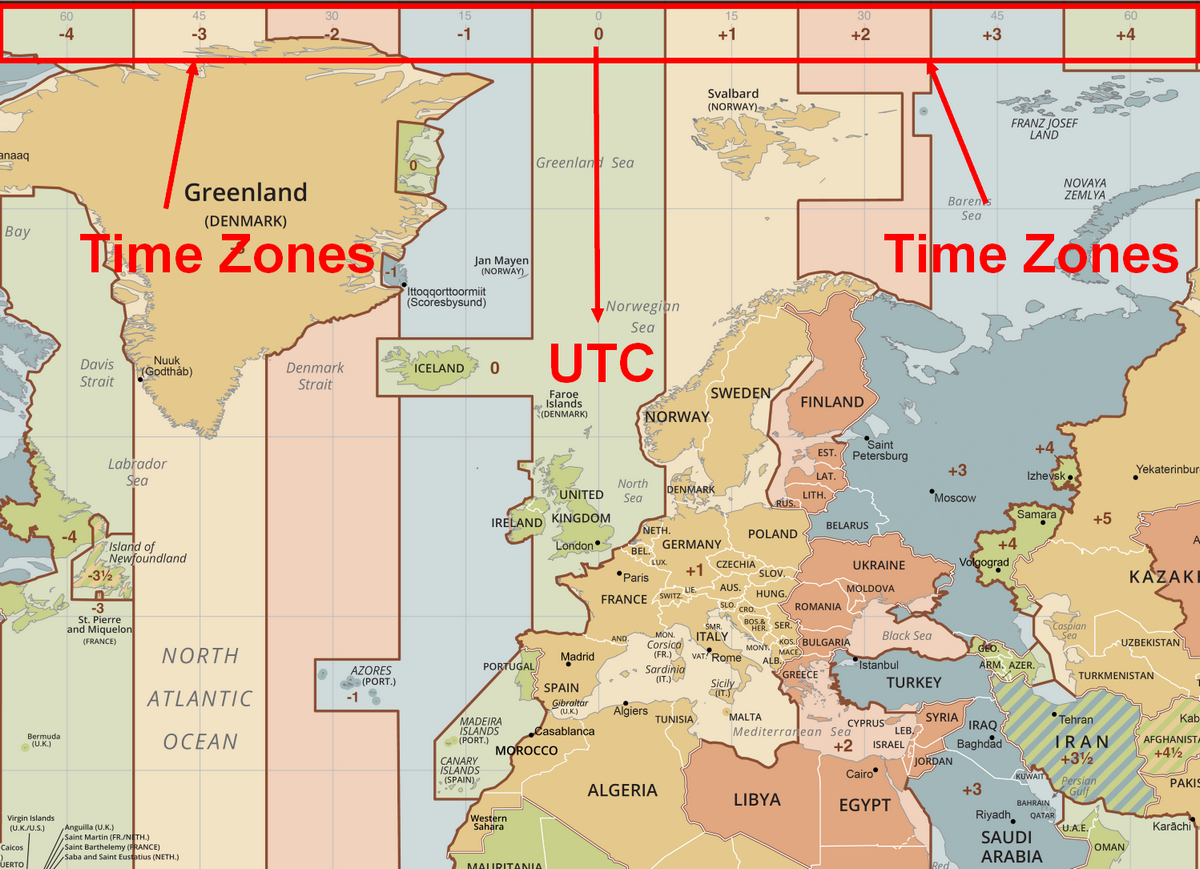 60 45 30 15 0 15 30 45 60
-4 -3 -2 -1 0 +1 +2 +3 +4
Svalbard
(NORWAY)
FRANZ JOSEF
LAND
anaaq
0
Greenland Sea
Greenland
(DENMARK)
NOVAYA
ZEMLYA
Barents
Sea
Bay
Time Zones
Time Zones
Jan Mayen
(NORWAY)
-1
Ittoqqortoormiit
(Scoresbysund)
Norwegian
Sea
UTC
Davis
Strait
Nuuk
(Godthåb)
Denmark
Strait
ICELAND
0
Faroe
Islands
(DENMARK)
NORWAY
SWEDEN
FINLAND
Saint
Petersburg
EST.
LAT.
LITH.
RUS.
+3
Moscow
+4
Izhevsk
Yekaterinbur
Labrador
Sea
North
Sea
DENMARK
UNITED
KINGDOM
IRELAND
London
NETH.
BEL.
LUX.
GERMANY
POLAND
BELARUS
Samara
+4
Volgograd
+5
KAZAK
-4
Island of
Newfoundland
-3½
-3
St. Pierre
and Miquelon
(FRANCE)
Paris
FRANCE
+1
CZECHIA
SLOV.
LIE.
SWITZ.
AUS.
HUNG.
SLO.
CRO.
BOS.&
HER.
SER.
UKRAINE
MOLDOVA
ROMANIA
BULGARIA
Black Sea
Caspian
Sea
UZBEKISTAN
TURKMENISTAN
GEO.
ARM. AZER.
NORTH
ATLANTIC
OCEAN
AZORES
(PORT.)
-1
PORTUGAL
Madrid
SPAIN
Gibraltar
(U.K.)
AND.
MON.
Corsica
(FR.)
SMR.
ITALY
VAT.
Rome
MONT.
KOS.
MACE.
ALB.
Sardinia
(IT.)
Sicily
(IT.)
GREECE
Istanbul
TURKEY
Algiers
TUNISIA
MALTA
Mediterranean Sea
CYPRUS
LEB.
SYRIA
ISRAEL
+2
JORDAN
IRAQ
Baghdad
Tehran
IRAN
+3½
Kab
AFGHANISTA
+4½
PAKIS
Bermuda
(U.K.)
MADEIRA
ISLANDS
(PORT.)
Casablanca
MOROCCO
CANARY
ISLANDS
(SPAIN)
ALGERIA
LIBYA
Cairo
EGYPT
+3
KUWAIT
Persian
Gulf
BAHRAIN
QATAR
Riyadh
SAUDI
ARABIA
U.A.E.
OMAN
Karāchi
Red
Western
Sahara
MAURITANIA
Virgin Islands
(U.K./U.S.)
Caicos
)
UERTO
Anguilla (U.K.)
Saint Martin (FR./NETH.)
Saint Barthelemy (FRANCE)
Saba and Saint Eustatius (NETH.)